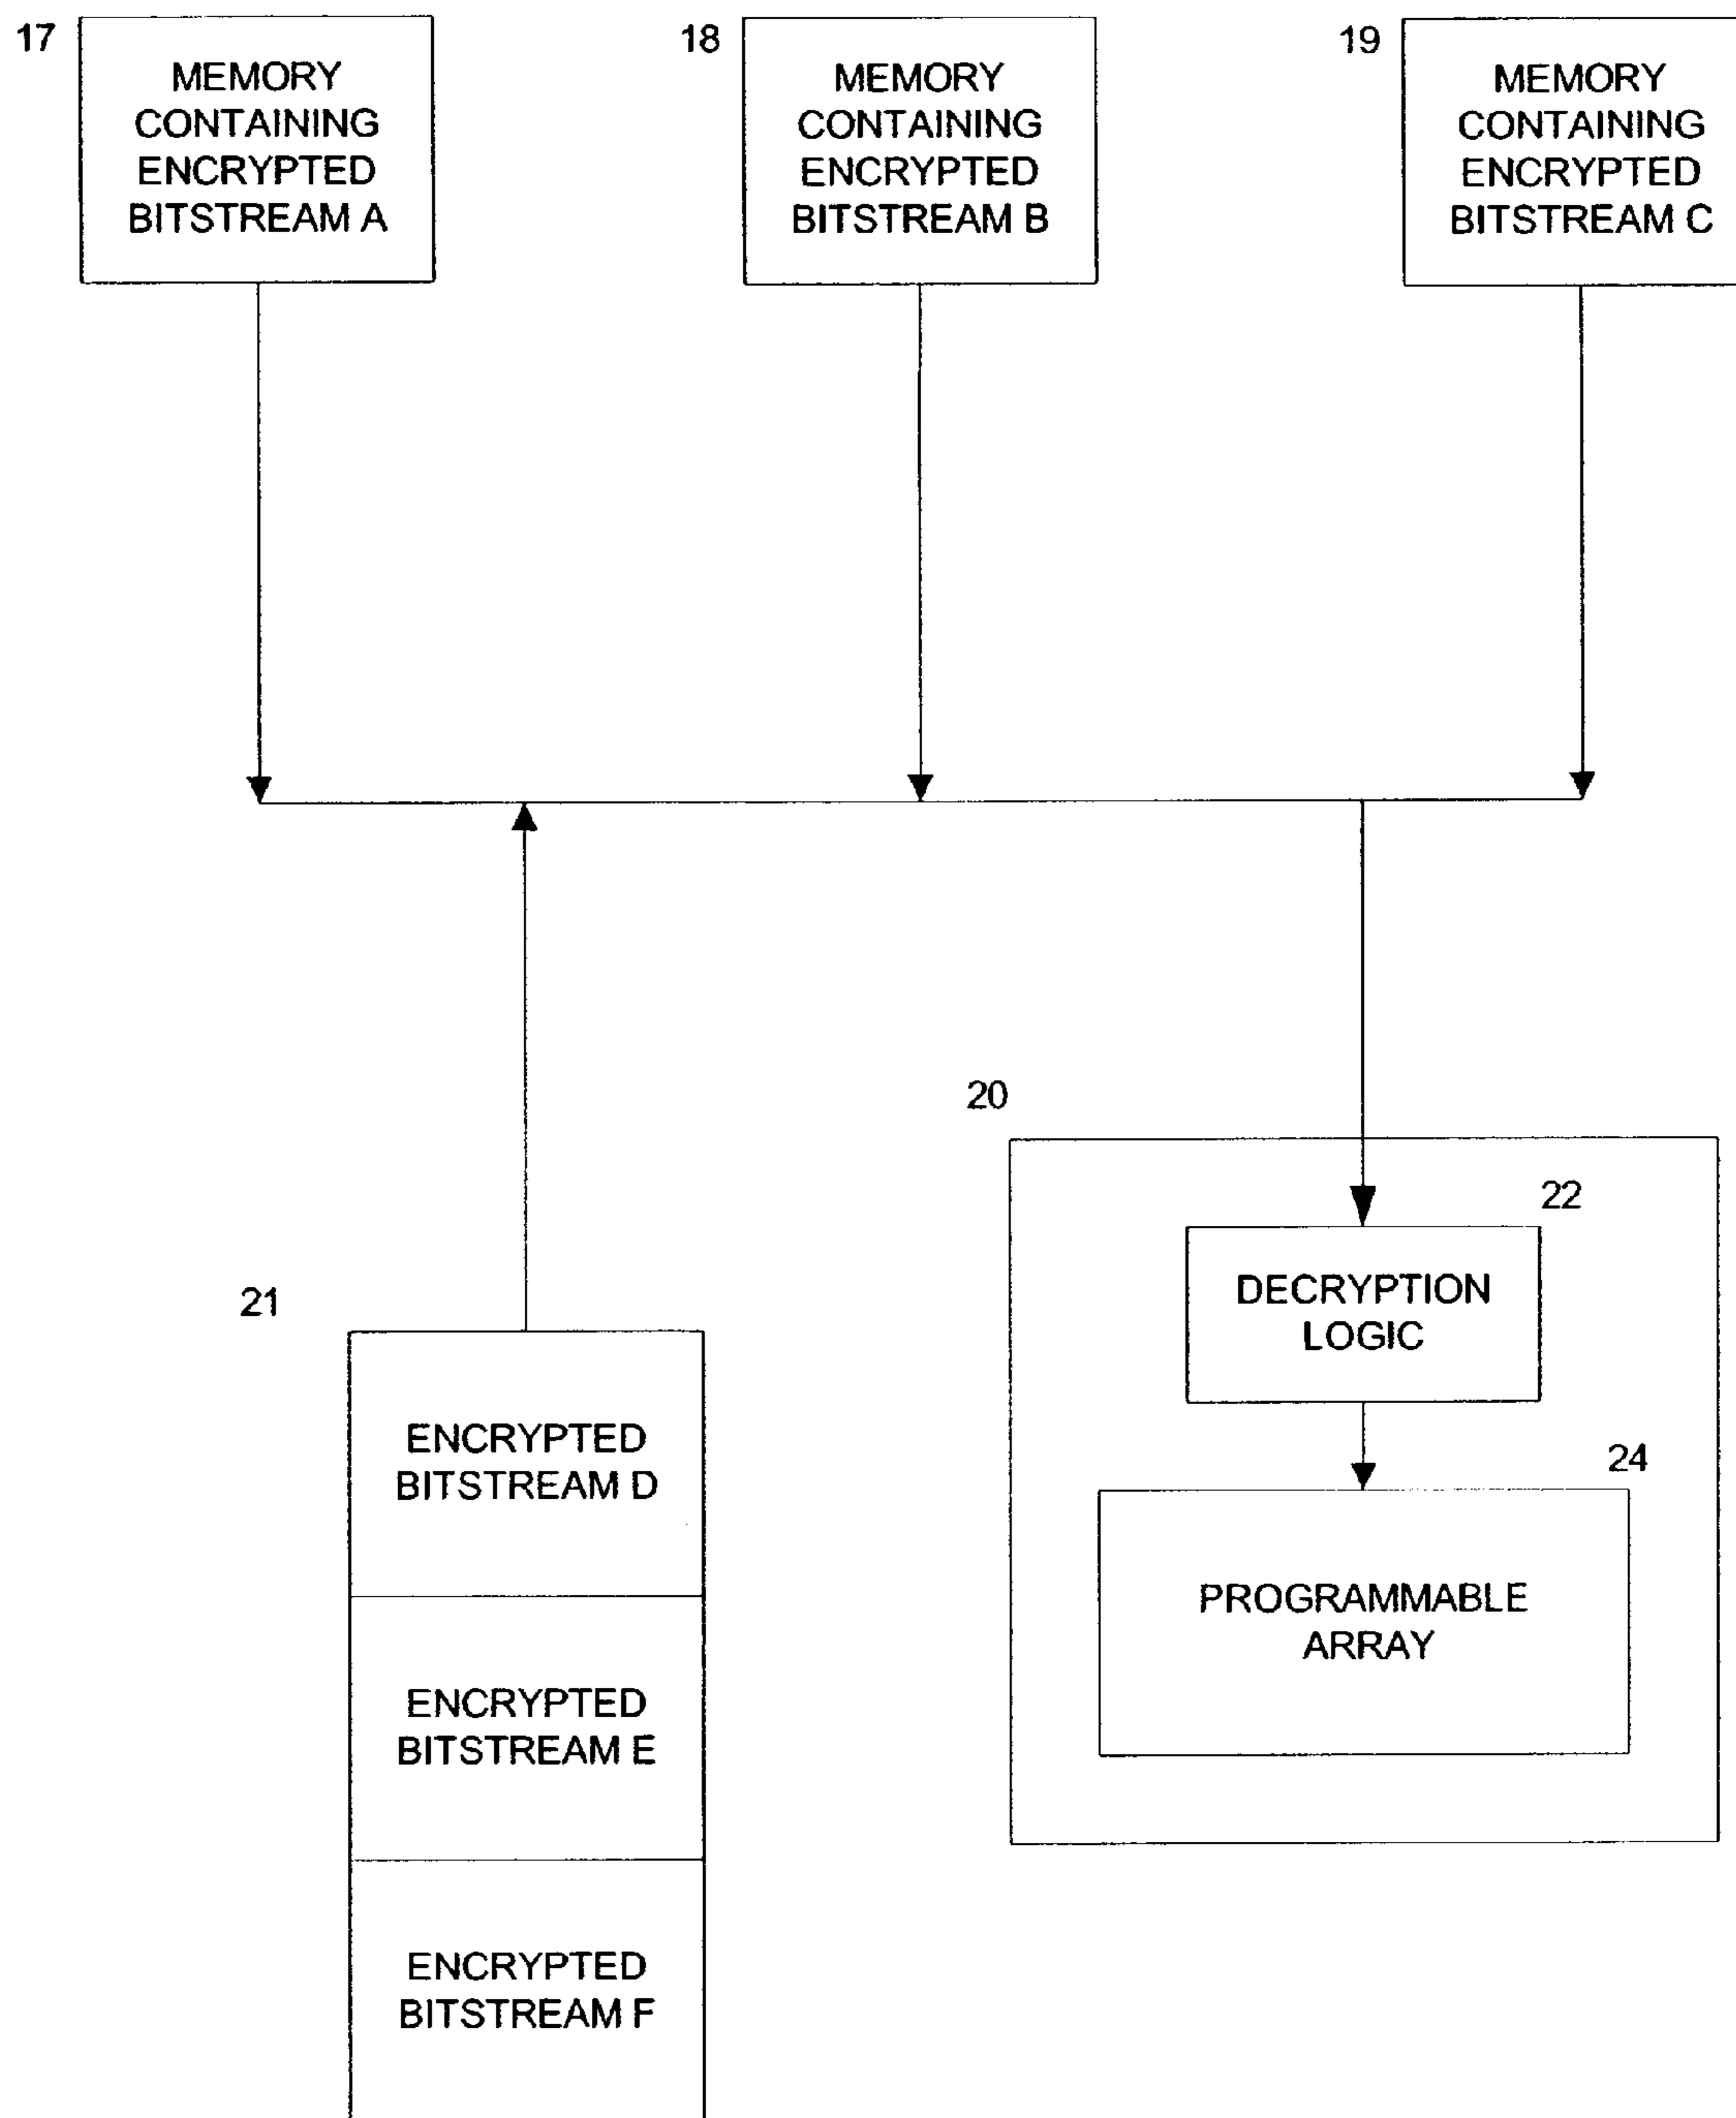 17
MEMORY
CONTAINING
ENCRYPTED
BITSTREAM A
18
MEMORY
CONTAINING
ENCRYPTED
BITSTREAM B
19
MEMORY
CONTAINING
ENCRYPTED
BITSTREAM C
20
22
DECRYPTION
LOGIC
24
PROGRAMMABLE
ARRAY
21
ENCRYPTED
BITSTREAM D
ENCRYPTED
BITSTREAM E
ENCRYPTED
BITSTREAM F